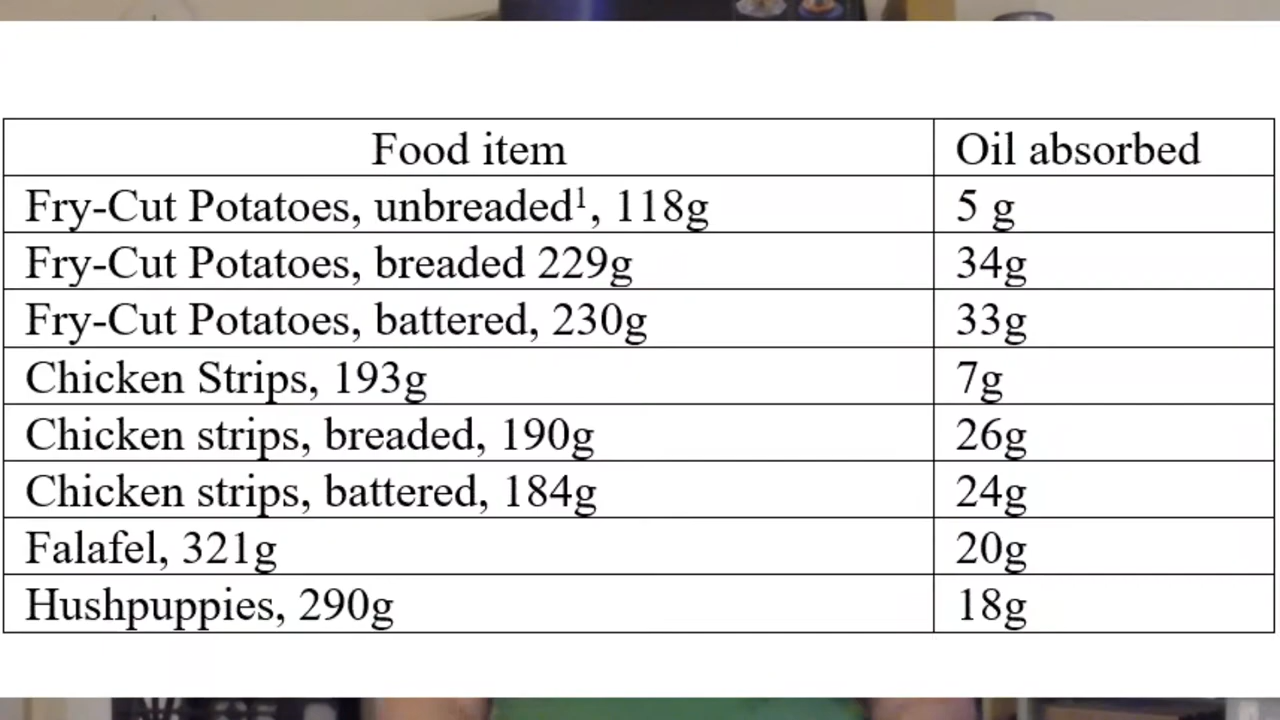 Food item Oil absorbed
Fry-Cut Potatoes, unbreaded¹, 118g 5 g
Fry-Cut Potatoes, breaded 229g 34g
Fry-Cut Potatoes, battered, 230g 33g
Chicken Strips, 193g 7g
Chicken strips, breaded, 190g 26g
Chicken strips, battered, 184g 24g
Falafel, 321g 20g
Hushpuppies, 290g 18g